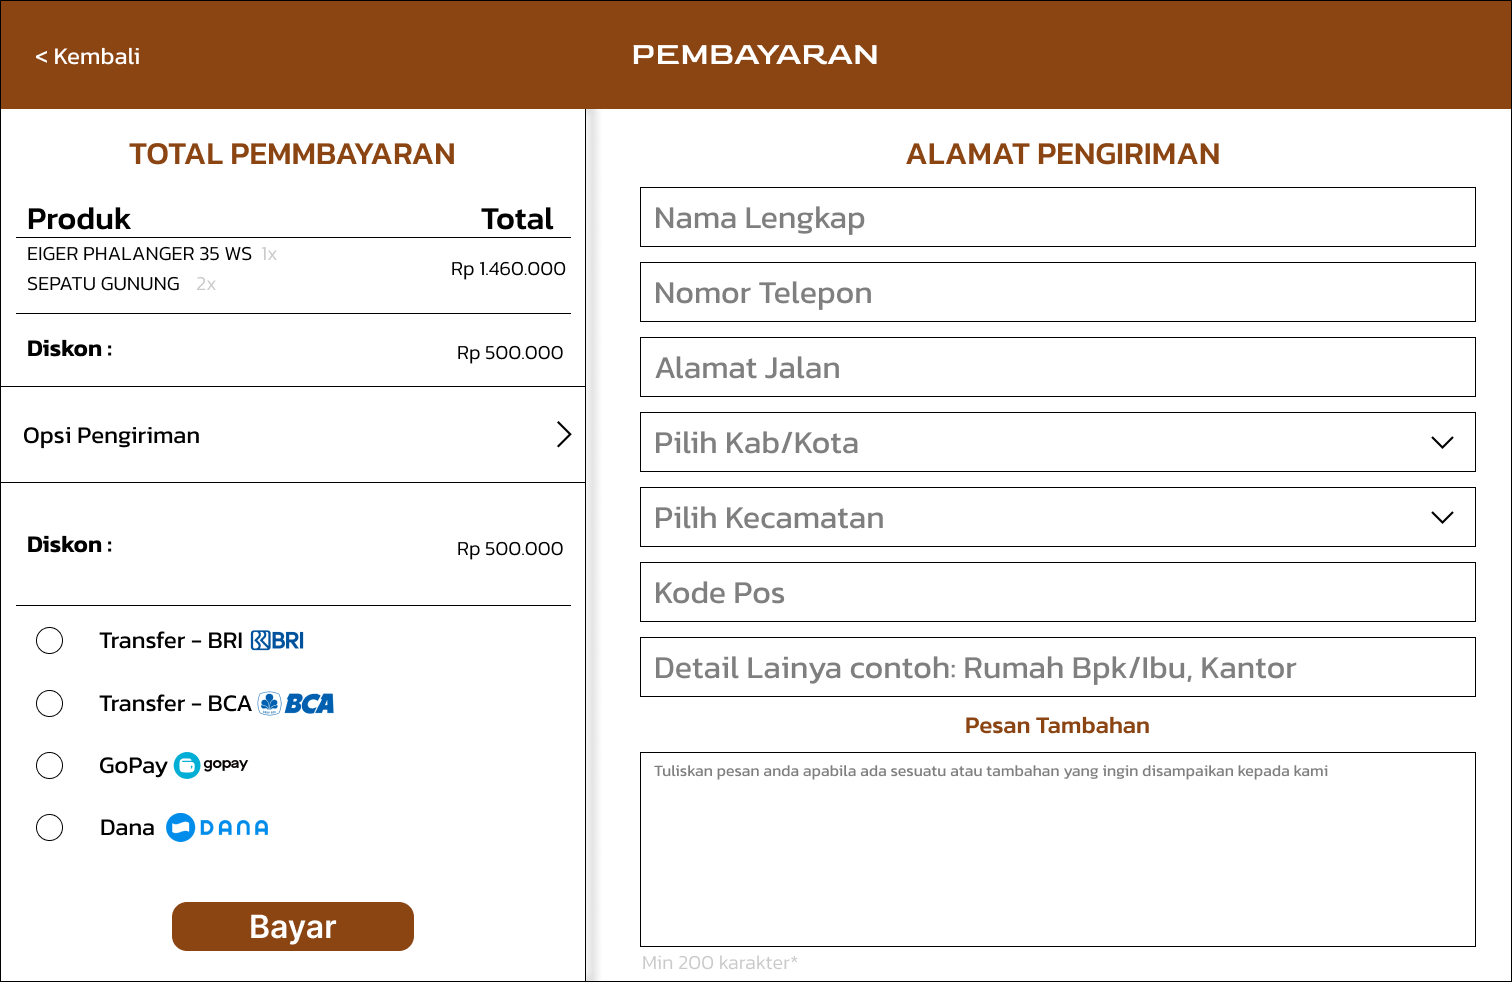 < Kembali
PEMBAYARAN
TOTAL PEMMBAYARAN
Produk Total
EIGER PHALANGER 35 WS 1x
SEPATU GUNUNG 2x
Rp 1.460.000
Diskon : Rp 500.000
Opsi Pengiriman
Diskon : Rp 500.000
Transfer - BRI BRI
Transfer - BCA BCA
GoPay gopay
Dana DANA
Bayar
ALAMAT PENGIRIMAN
Nama Lengkap
Nomor Telepon
Alamat Jalan
Pilih Kab/Kota
Pilih Kecamatan
Kode Pos
Detail Lainya contoh: Rumah Bpk/Ibu, Kantor
Pesan Tambahan
Tuliskan pesan anda apabila ada sesuatu atau tambahan yang ingin disampaikan kepada kami
Min 200 karakter*